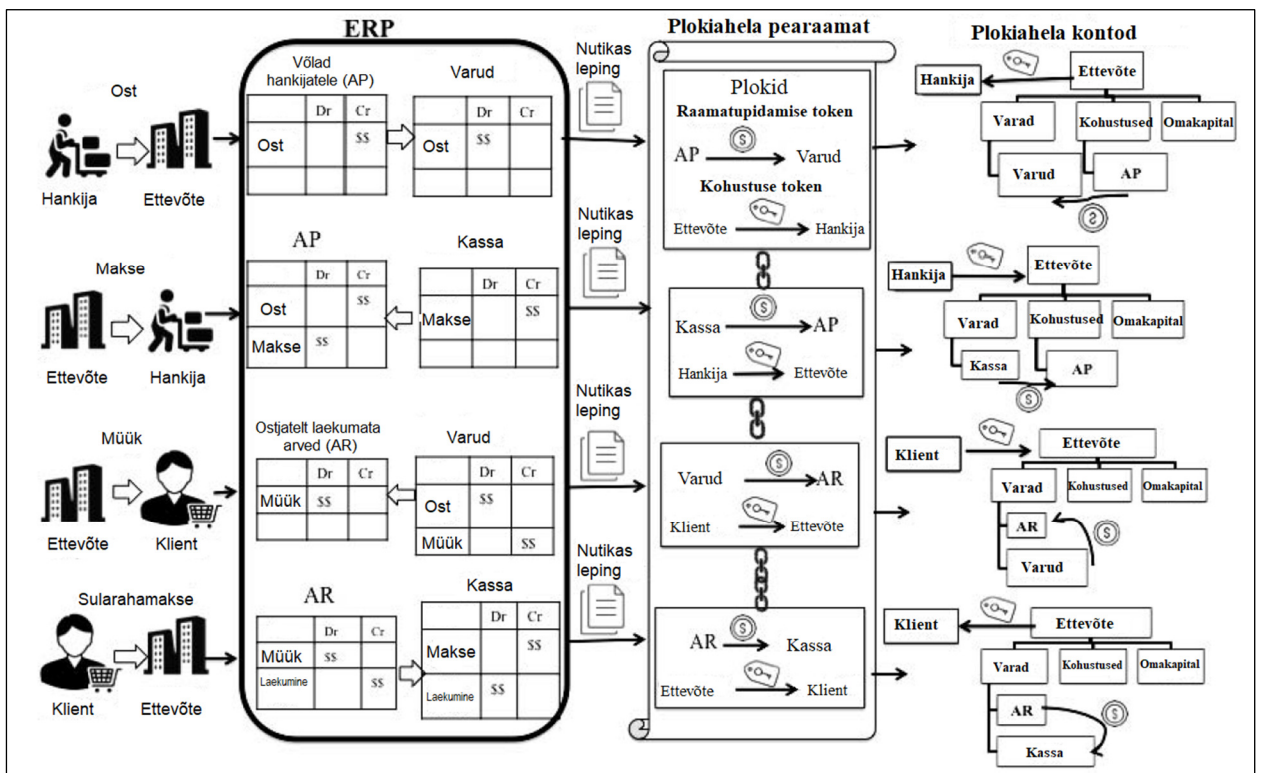 ERP
Plokiahela pearaamat
Plokiahela kontod
Ost
Hankija
Ettevõte
Võlad
hankijatele (AP)
Dr Cr
Ost $$
Varud
Dr Cr
Ost $$
Nutikas
leping
Plokid
Raamatupidamise token
AP Varud
Kohustuse token
Ettevõte Hankija
Hankija
Ettevõte
Varad
Kohustused
Omakapital
Varud
AP
Makse
Ettevõte
Hankija
AP
Dr Cr
Ost $$
Makse $$
Kassa
Dr Cr
Makse $$
Nutikas
leping
Kassa AP
Hankija Ettevõte
Hankija
Ettevõte
Varad
Kohustused
Omakapital
Kassa
AP
Müük
Ettevõte
Klient
Ostjatelt laekumata
arved (AR)
Dr Cr
Müük $$
Varud
Dr Cr
Ost $$
Müük $$
Nutikas
leping
Varud AR
Klient Ettevõte
Klient
Ettevõte
Varad
Kohustused
Omakapital
AR
Varud
Sularahamakse
Klient
Ettevõte
AR
Dr Cr
Müük $$
Laekumine $$
Kassa
Dr Cr
Makse $$
Laekumine $$
Nutikas
leping
AR Kassa
Ettevõte Klient
Klient
Ettevõte
Varad
Kohustused
Omakapital
AR
Kassa